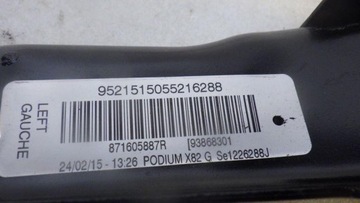 LEFT
GAUCHE
9521515055216288
871605887R [93868301
24/02/15 - 13:26 PODIUM X82 G Se1226288J